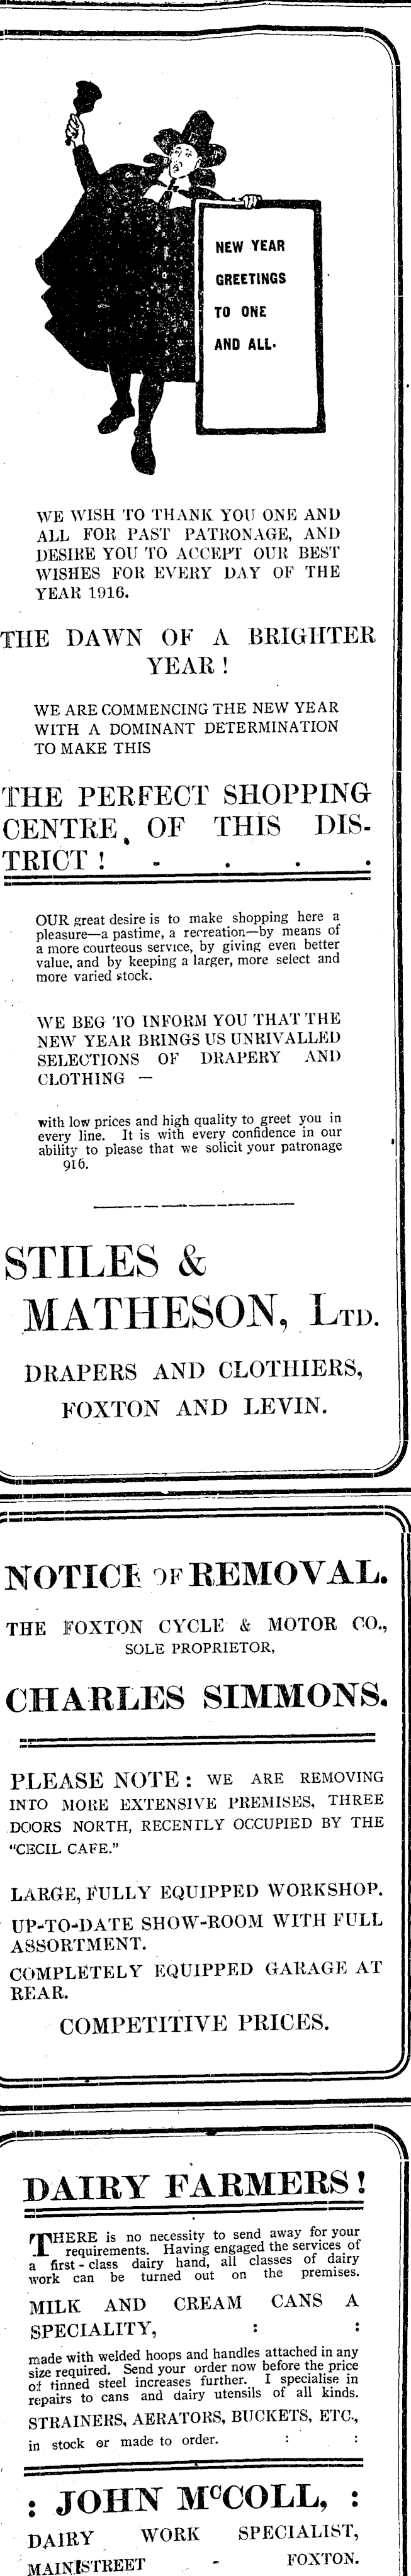 NEW YEAR
GREETINGS
TO ONE
AND ALL.
WE WISH TO THANK YOU ONE AND
ALL FOR PAST PATRONAGE, AND
DESIRE YOU TO ACCEPT OUR BEST
WISHES FOR EVERY DAY OF THE
YEAR 1916.
THE DAWN OF A BRIGHTER
YEAR!
WE ARE COMMENCING THE NEW YEAR
WITH A DOMINANT DETERMINATION
TO MAKE THIS
THE PERFECT SHOPPING
CENTRE, OF THIS DIS-
TRICT! - . . .
OUR great desire is to make shopping here a
pleasure—a pastime, a recreation—by means of
a more courteous service, by giving even better
value, and by keeping a larger, more select and
more varied stock.
WE BEG TO INFORM YOU THAT THE
NEW YEAR BRINGS US UNRIVALLED
SELECTIONS OF DRAPERY AND
CLOTHING —
with low prices and high quality to greet you in
every line. It is with every confidence in our
ability to please that we solicit your patronage
916.
STILES &
MATHESON, LTD.
DRAPERS AND CLOTHIERS,
FOXTON AND LEVIN.
NOTICE OF REMOVAL.
THE FOXTON CYCLE & MOTOR CO.,
SOLE PROPRIETOR,
CHARLES SIMMONS.
PLEASE NOTE: WE ARE REMOVING
INTO MORE EXTENSIVE PREMISES, THREE
DOORS NORTH, RECENTLY OCCUPIED BY THE
"CECIL CAFE."
LARGE, FULLY EQUIPPED WORKSHOP.
UP-TO-DATE SHOW-ROOM WITH FULL
ASSORTMENT.
COMPLETELY EQUIPPED GARAGE AT
REAR.
COMPETITIVE PRICES.
DAIRY FARMERS!
THERE is no necessity to send away for your
requirements. Having engaged the services of
a first-class dairy hand, all classes of dairy
work can be turned out on the premises.
MILK AND CREAM CANS A
SPECIALITY, : :
made with welded hoops and handles attached in any
size required. Send your order now before the price
of tinned steel increases further. I specialise in
repairs to cans and dairy utensils of all kinds.
STRAINERS, AERATORS, BUCKETS, ETC.,
in stock or made to order. : :
: JOHN McCOLL, :
DAIRY WORK SPECIALIST,
MAIN STREET - FOXTON.